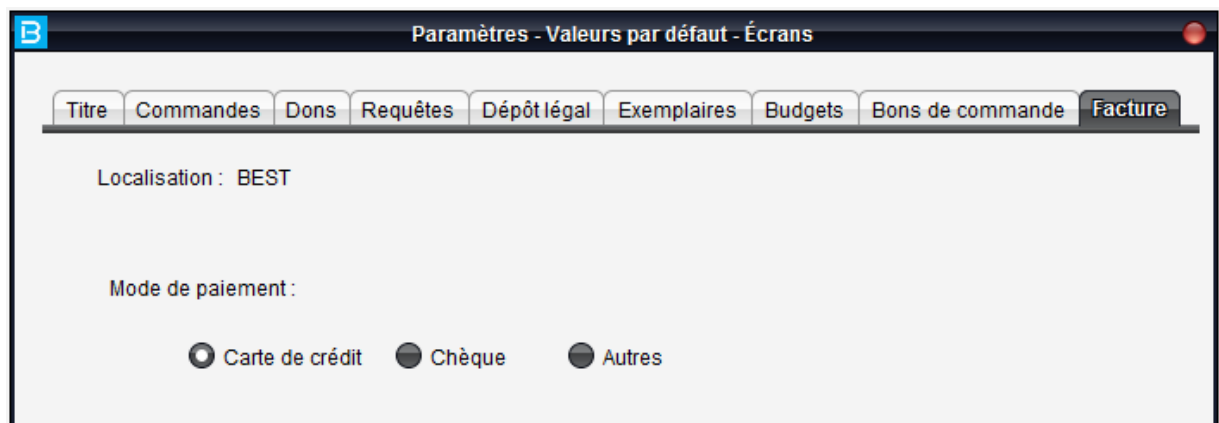 Paramètres - Valeurs par défaut - Écrans
Titre Commandes Dons Requêtes Dépôt légal Exemplaires Budgets Bons de commande Facture
Localisation : BEST
Mode de paiement :
Carte de crédit Chèque Autres